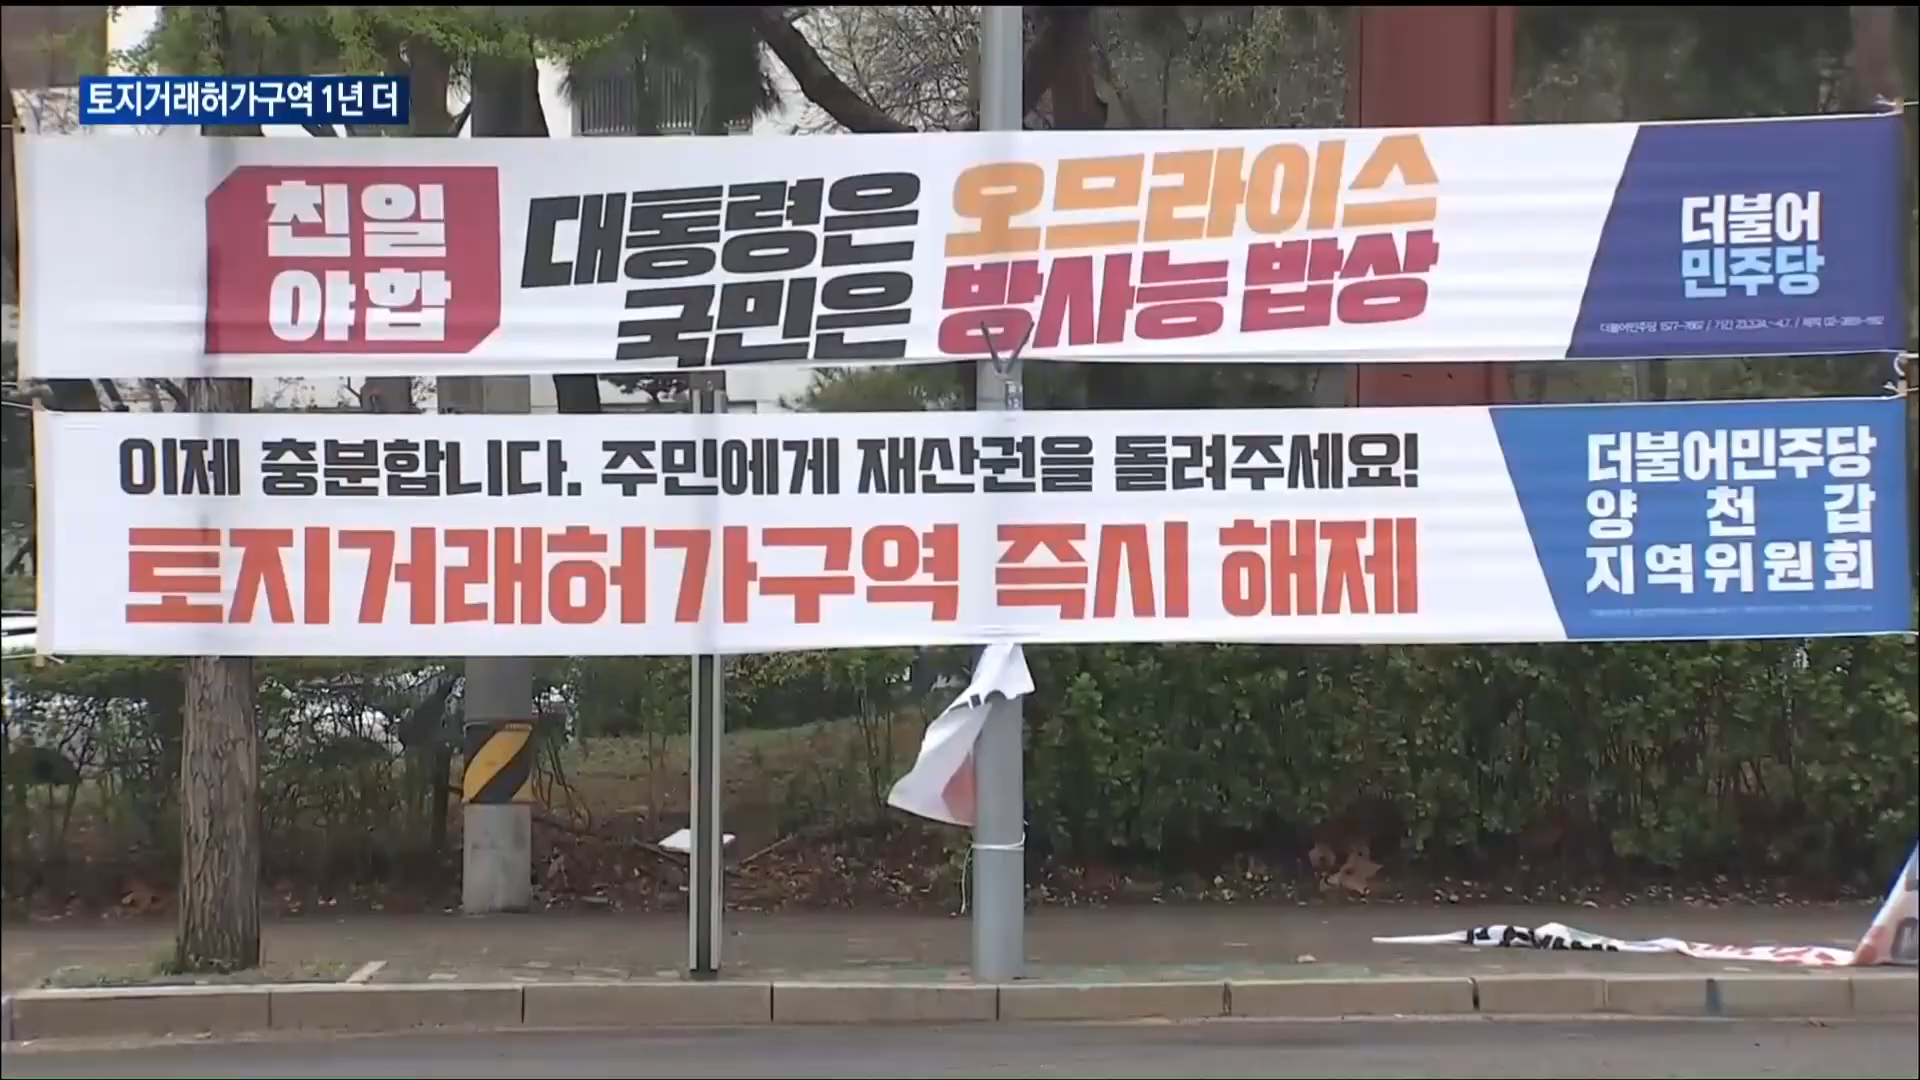 토지거래허가구역 1년 더
친일
야합
대통령은 오므라이스
국민은 방사능 밥상
더불어
민주당
이제 충분합니다. 주민에게 재산권을 돌려주세요!
토지거래허가구역 즉시 해제
더불어민주당
양천갑
지역위원회